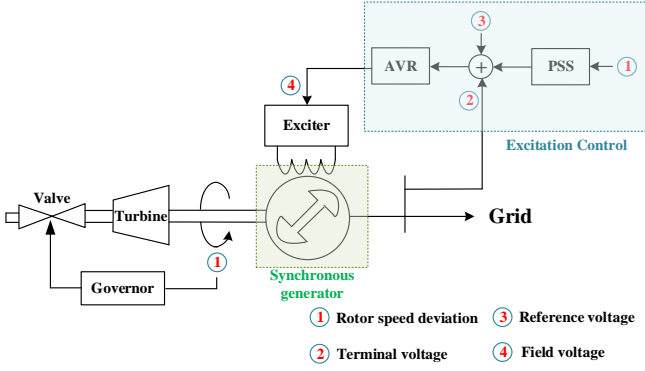 3
AVR
+
PSS
1
4
2
Exciter
Excitation Control
Valve
Turbine
Grid
1
Synchronous
generator
Governor
1 Rotor speed deviation
3 Reference voltage
2 Terminal voltage
4 Field voltage